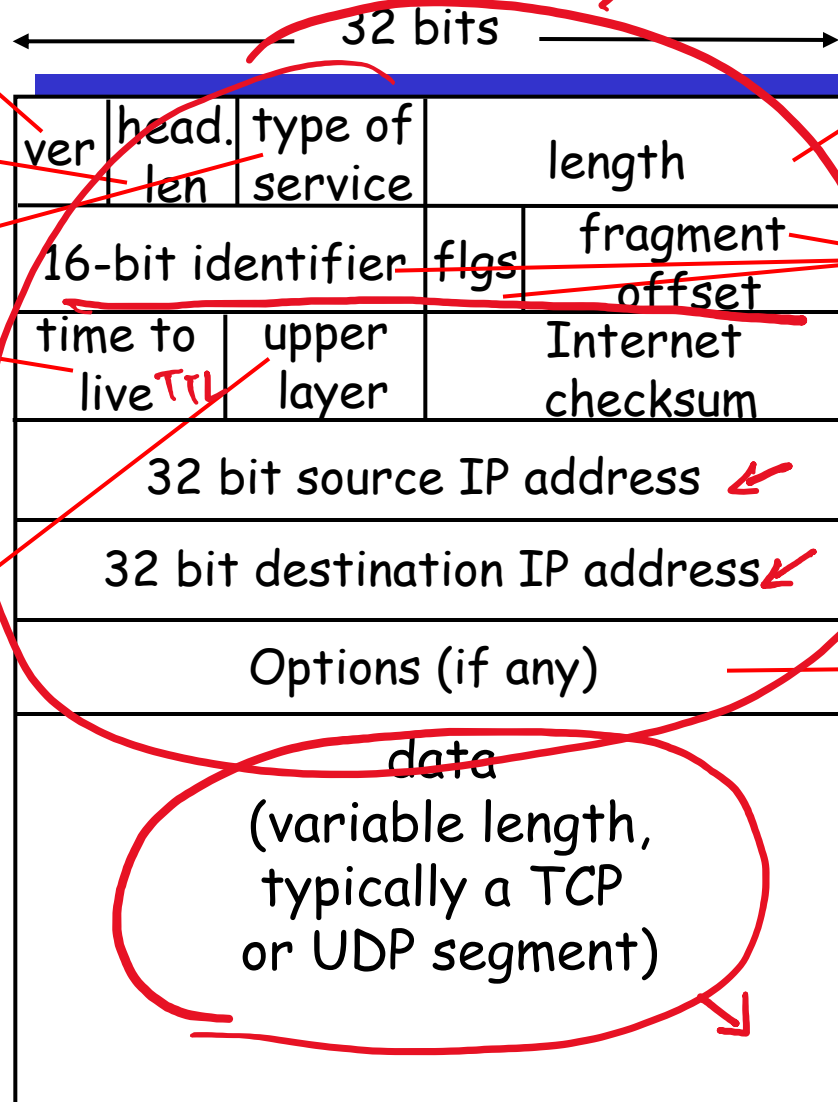 32 bits
ver
head.
len
type of
service
length
16-bit identifier
flgs
fragment
offset
time to
live TTL
upper
layer
Internet
checksum
32 bit source IP address
32 bit destination IP address
Options (if any)
data
(variable length,
typically a TCP
or UDP segment)